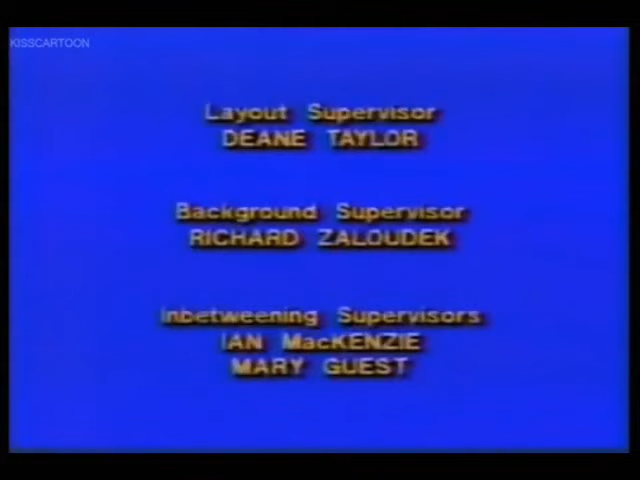 KISSCARTOON
Layout Supervisor
DEANE TAYLOR
Background Supervisor
RICHARD ZALOUDEK
Inbetweening Supervisors
IAN MacKENZIE
MARY GUEST